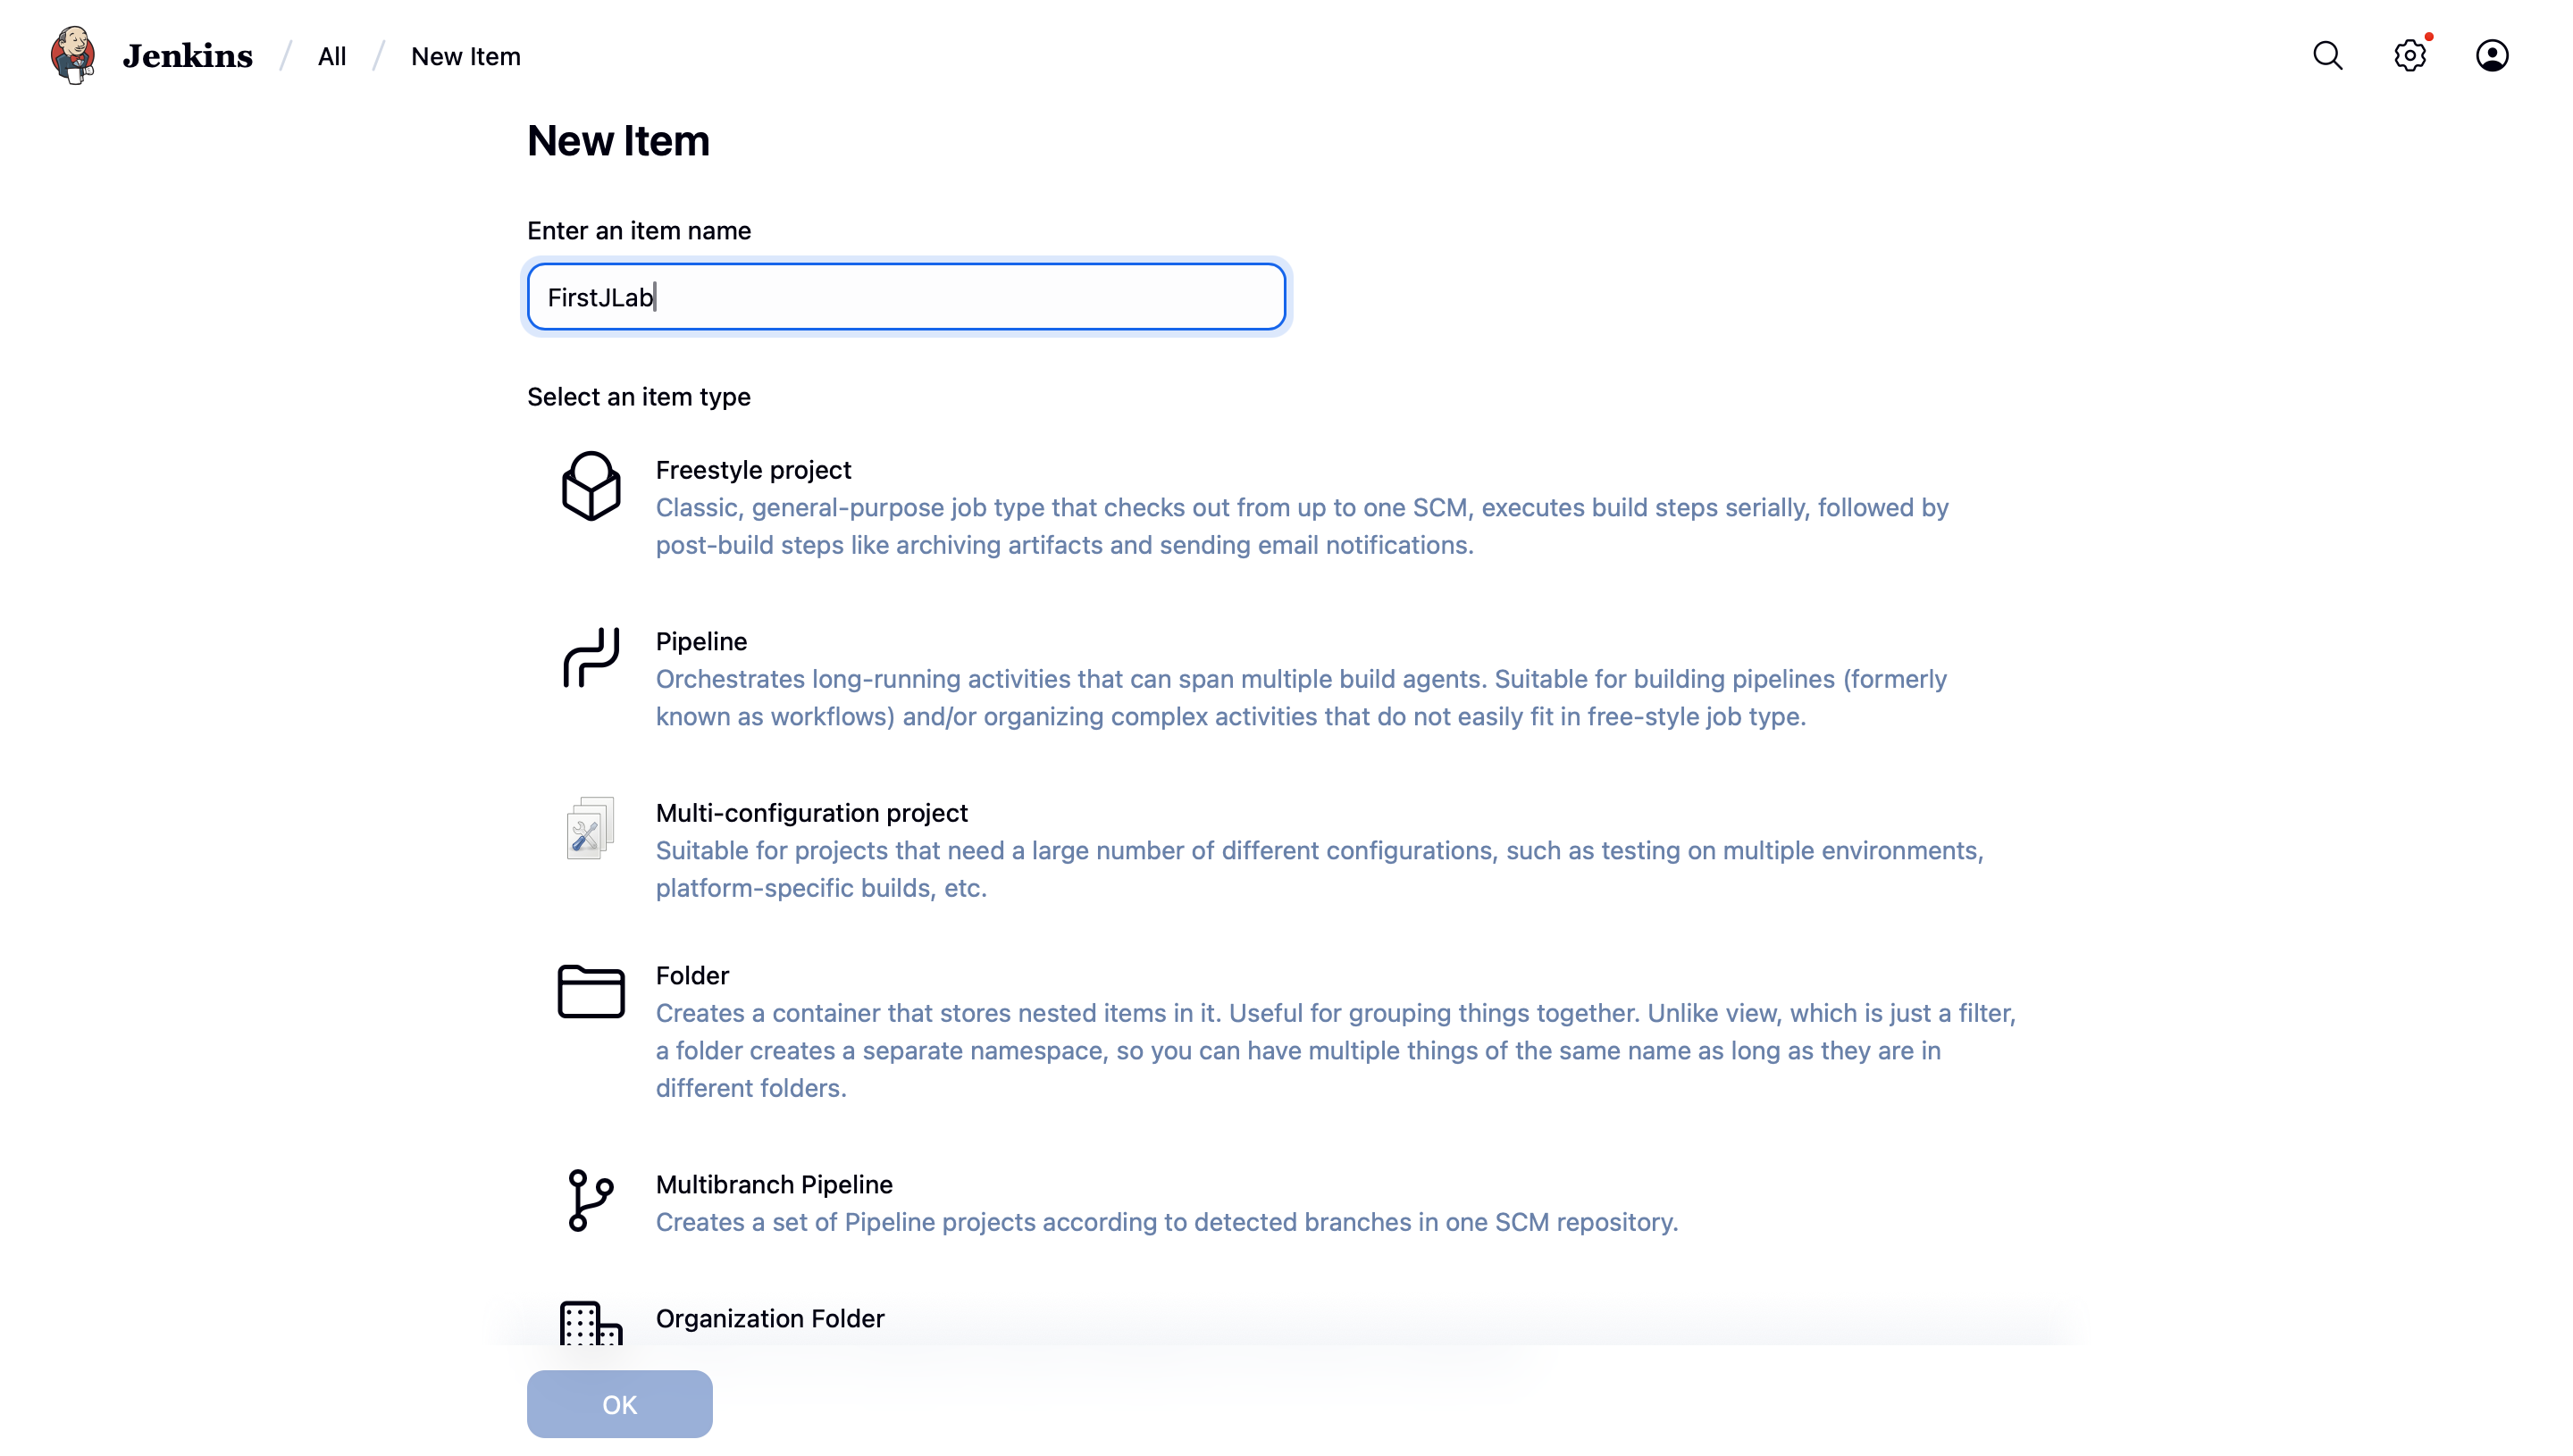 Jenkins / All / New Item
New Item
Enter an item name
FirstJLab
Select an item type
Freestyle project
Classic, general-purpose job type that checks out from up to one SCM, executes build steps serially, followed by
post-build steps like archiving artifacts and sending email notifications.
Pipeline
Orchestrates long-running activities that can span multiple build agents. Suitable for building pipelines (formerly
known as workflows) and/or organizing complex activities that do not easily fit in free-style job type.
Multi-configuration project
Suitable for projects that need a large number of different configurations, such as testing on multiple environments,
platform-specific builds, etc.
Folder
Creates a container that stores nested items in it. Useful for grouping things together. Unlike view, which is just a filter,
a folder creates a separate namespace, so you can have multiple things of the same name as long as they are in
different folders.
Multibranch Pipeline
Creates a set of Pipeline projects according to detected branches in one SCM repository.
Organization Folder
OK